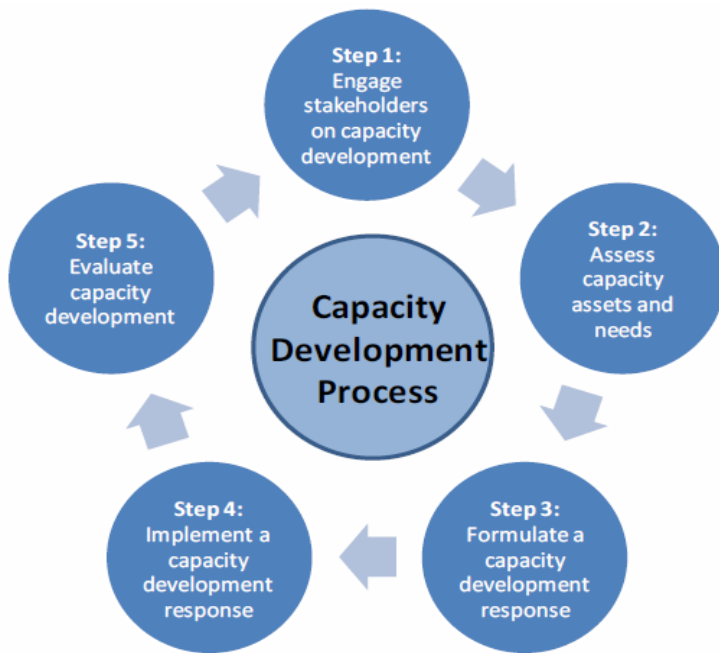 Step 1:
Engage
stakeholders
on capacity
development
Step 2:
Assess
capacity
assets and
needs
Step 3:
Formulate a
capacity
development
response
Step 4:
Implement a
capacity
development
response
Step 5:
Evaluate
capacity
development
Capacity
Development
Process